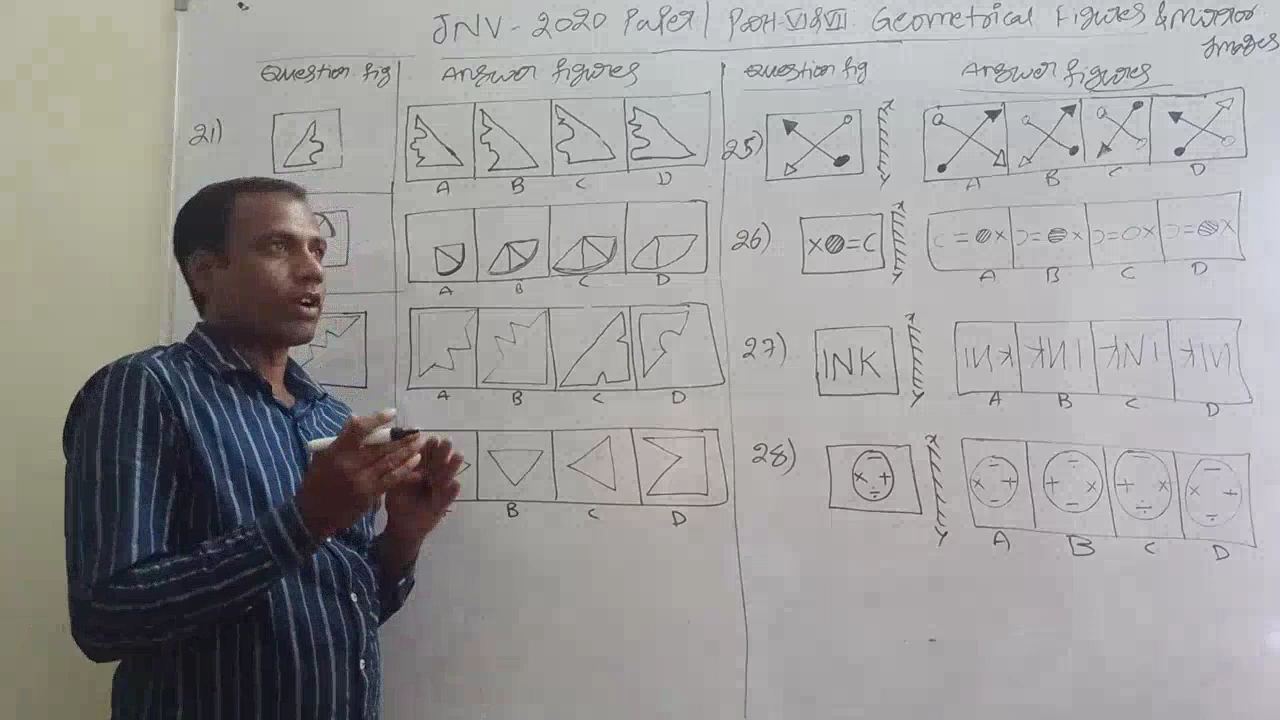 JNV-2020 Paper | Part-VI & VII Geometrical Figures & Mirror Images
Question fig
Answer figures
Question fig
Answer figures
21)
A B C D
A B C D
A B C D
B C D
25)
A B C D
26)
X = C
A B C D
27)
INK
A B C D
28)
× + ÷
A B C D